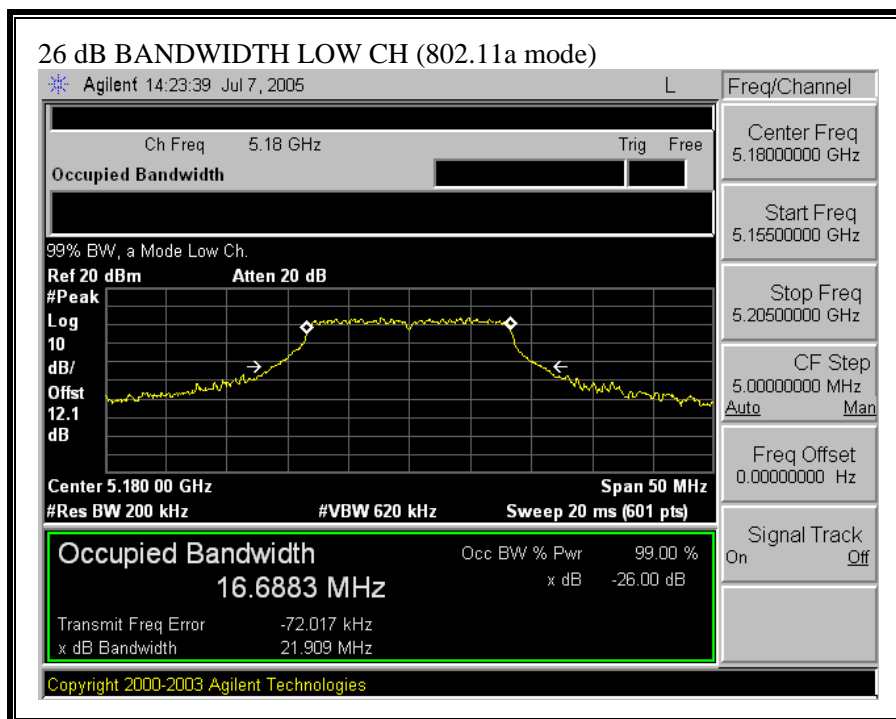 26 dB BANDWIDTH LOW CH (802.11a mode)
Agilent 14:23:39 Jul 7, 2005 L
Freq/Channel
Ch Freq 5.18 GHz Trig Free
Occupied Bandwidth
Center Freq
5.18000000 GHz
Start Freq
5.15500000 GHz
Stop Freq
5.20500000 GHz
CF Step
5.00000000 MHz
Auto Man
Freq Offset
0.00000000 Hz
Signal Track
On Off
99% BW, a Mode Low Ch.
Ref 20 dBm Atten 20 dB
#Peak
Log
10
dB/
Offst
12.1
dB
Center 5.180 00 GHz Span 50 MHz
#Res BW 200 kHz #VBW 620 kHz Sweep 20 ms (601 pts)
Occupied Bandwidth Occ BW % Pwr 99.00 %
16.6883 MHz x dB -26.00 dB
Transmit Freq Error -72.017 kHz
x dB Bandwidth 21.909 MHz
Copyright 2000-2003 Agilent Technologies